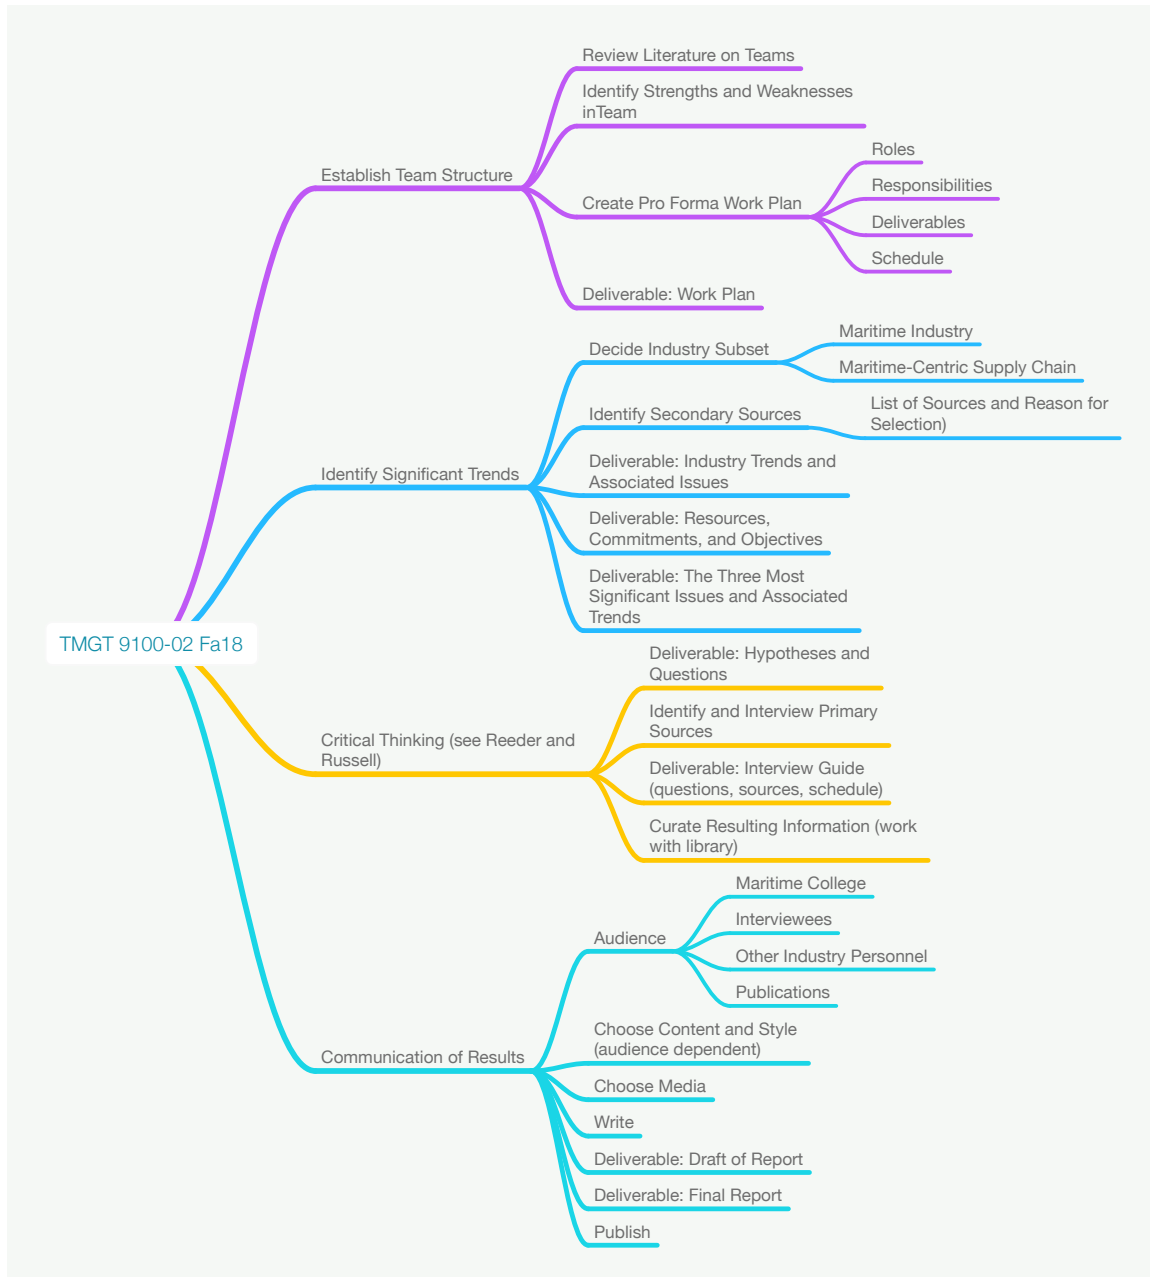 Review Literature on Teams
Identify Strengths and Weaknesses
inTeam
Roles
Establish Team Structure
Responsibilities
Create Pro Forma Work Plan
Deliverables
Schedule
Deliverable: Work Plan
Maritime Industry
Decide Industry Subset
Maritime-Centric Supply Chain
List of Sources and Reason for
Selection)
Identify Secondary Sources
Identify Significant Trends
Deliverable: Industry Trends and
Associated Issues
Deliverable: Resources,
Commitments, and Objectives
Deliverable: The Three Most
Significant Issues and Associated
Trends
TMGT 9100-02 Fa18
Deliverable: Hypotheses and
Questions
Identify and Interview Primary
Sources
Critical Thinking (see Reeder and
Russell)
Deliverable: Interview Guide
(questions, sources, schedule)
Curate Resulting Information (work
with library)
Maritime College
Interviewees
Audience
Other Industry Personnel
Publications
Choose Content and Style
(audience dependent)
Communication of Results
Choose Media
Write
Deliverable: Draft of Report
Deliverable: Final Report
Publish